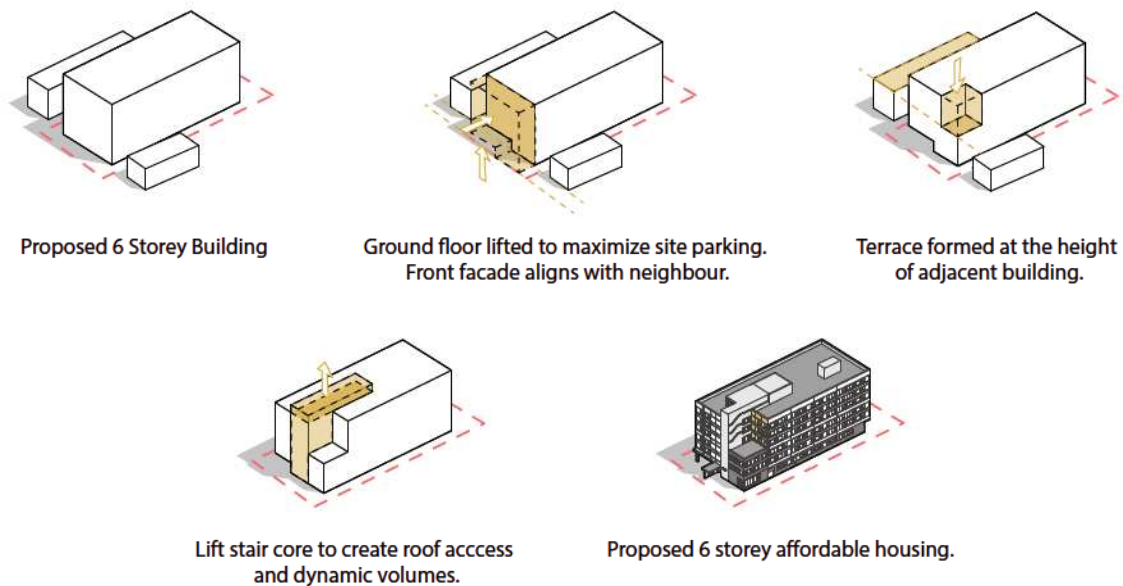 Proposed 6 Storey Building
Ground floor lifted to maximize site parking.
Front facade aligns with neighbour.
Terrace formed at the height
of adjacent building.
Lift stair core to create roof acccess
and dynamic volumes.
Proposed 6 storey affordable housing.